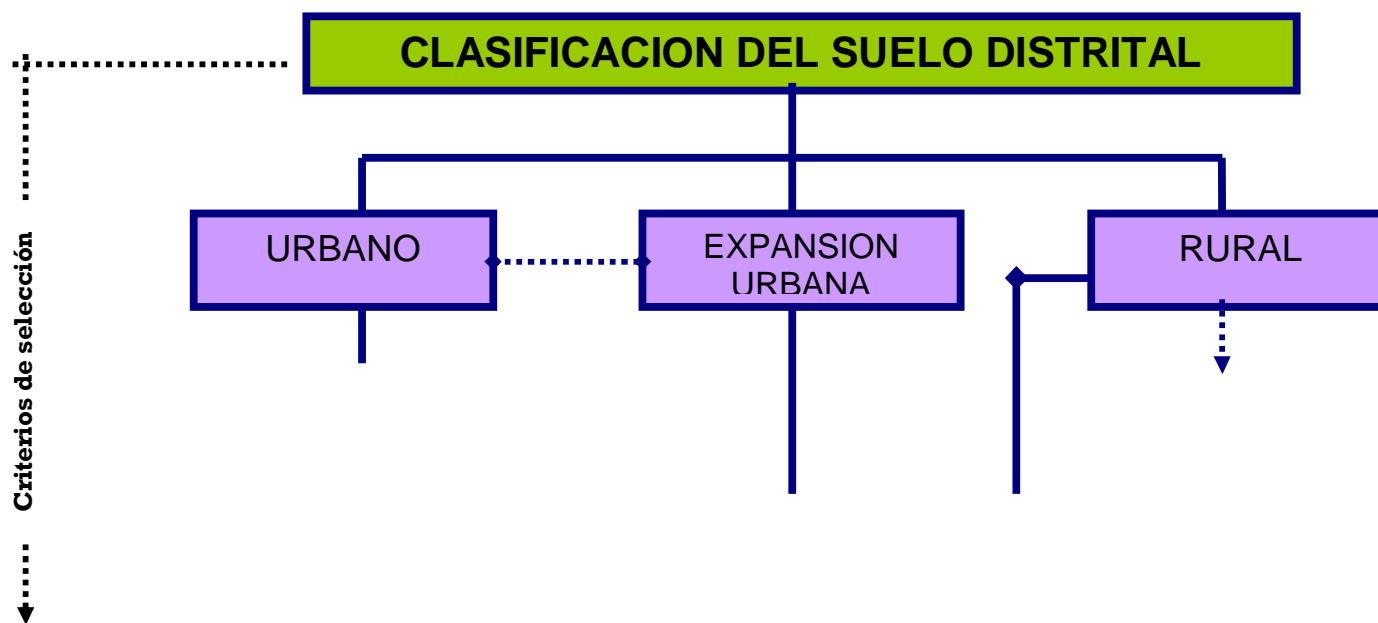 CLASIFICACION DEL SUELO DISTRITAL
URBANO
EXPANSION
URBANA
RURAL
Criterios de selección